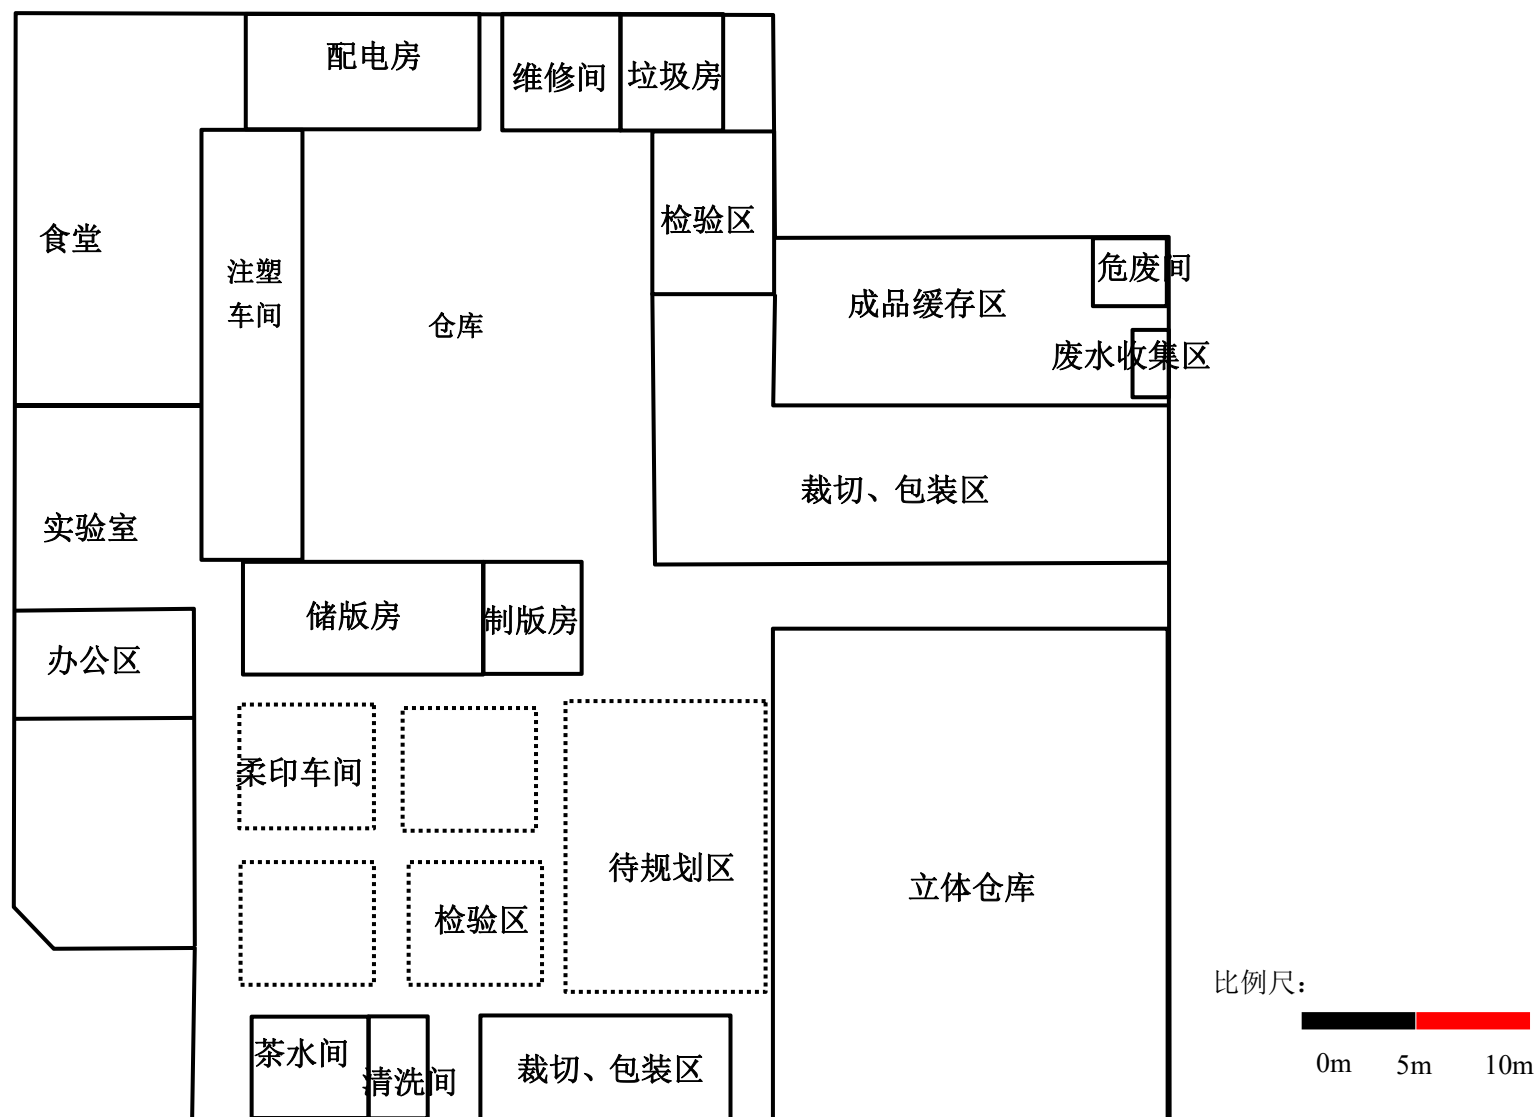 配电房
维修间
垃圾房
食堂
检验区
注塑
车间
仓库
成品缓存区
危废间
废水收集区
裁切、包装区
实验室
储版房
制版房
办公区
柔印车间
待规划区
检验区
立体仓库
比例尺：
0m 5m 10m
茶水间
清洗间
裁切、包装区